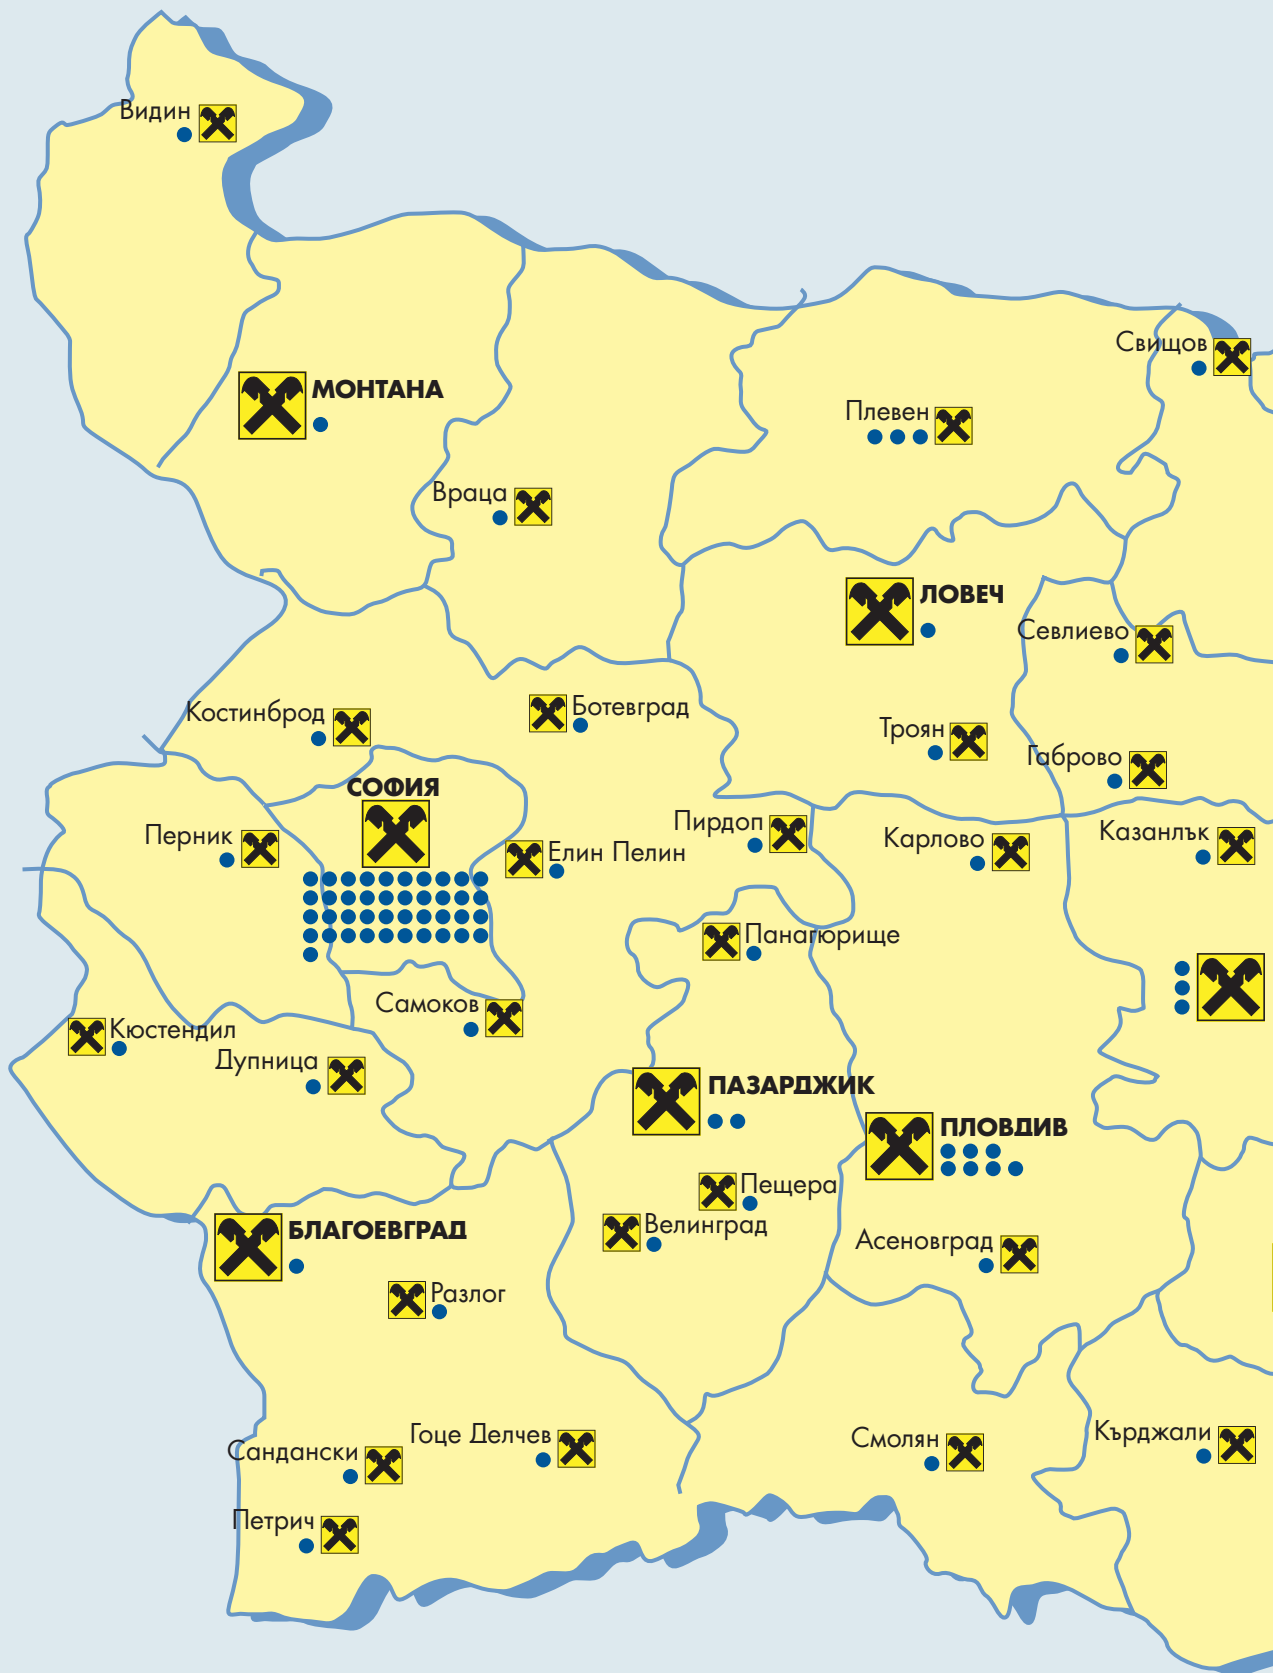 Видин
Свищов
МОНТАНА
Плевен
Враца
ЛОВЕЧ
Севлиево
Костинброд
Ботевград
Троян
Габрово
СОФИЯ
Перник
Елин Пелин
Пирдоп
Карлово
Казанлък
Панагюрище
Самоков
Кюстендил
Дупница
ПАЗАРДЖИК
ПЛОВДИВ
Пещера
Велинград
БЛАГОЕВГРАД
Асеновград
Разлог
Гоце Делчев
Сандански
Смолян
Кърджали
Петрич